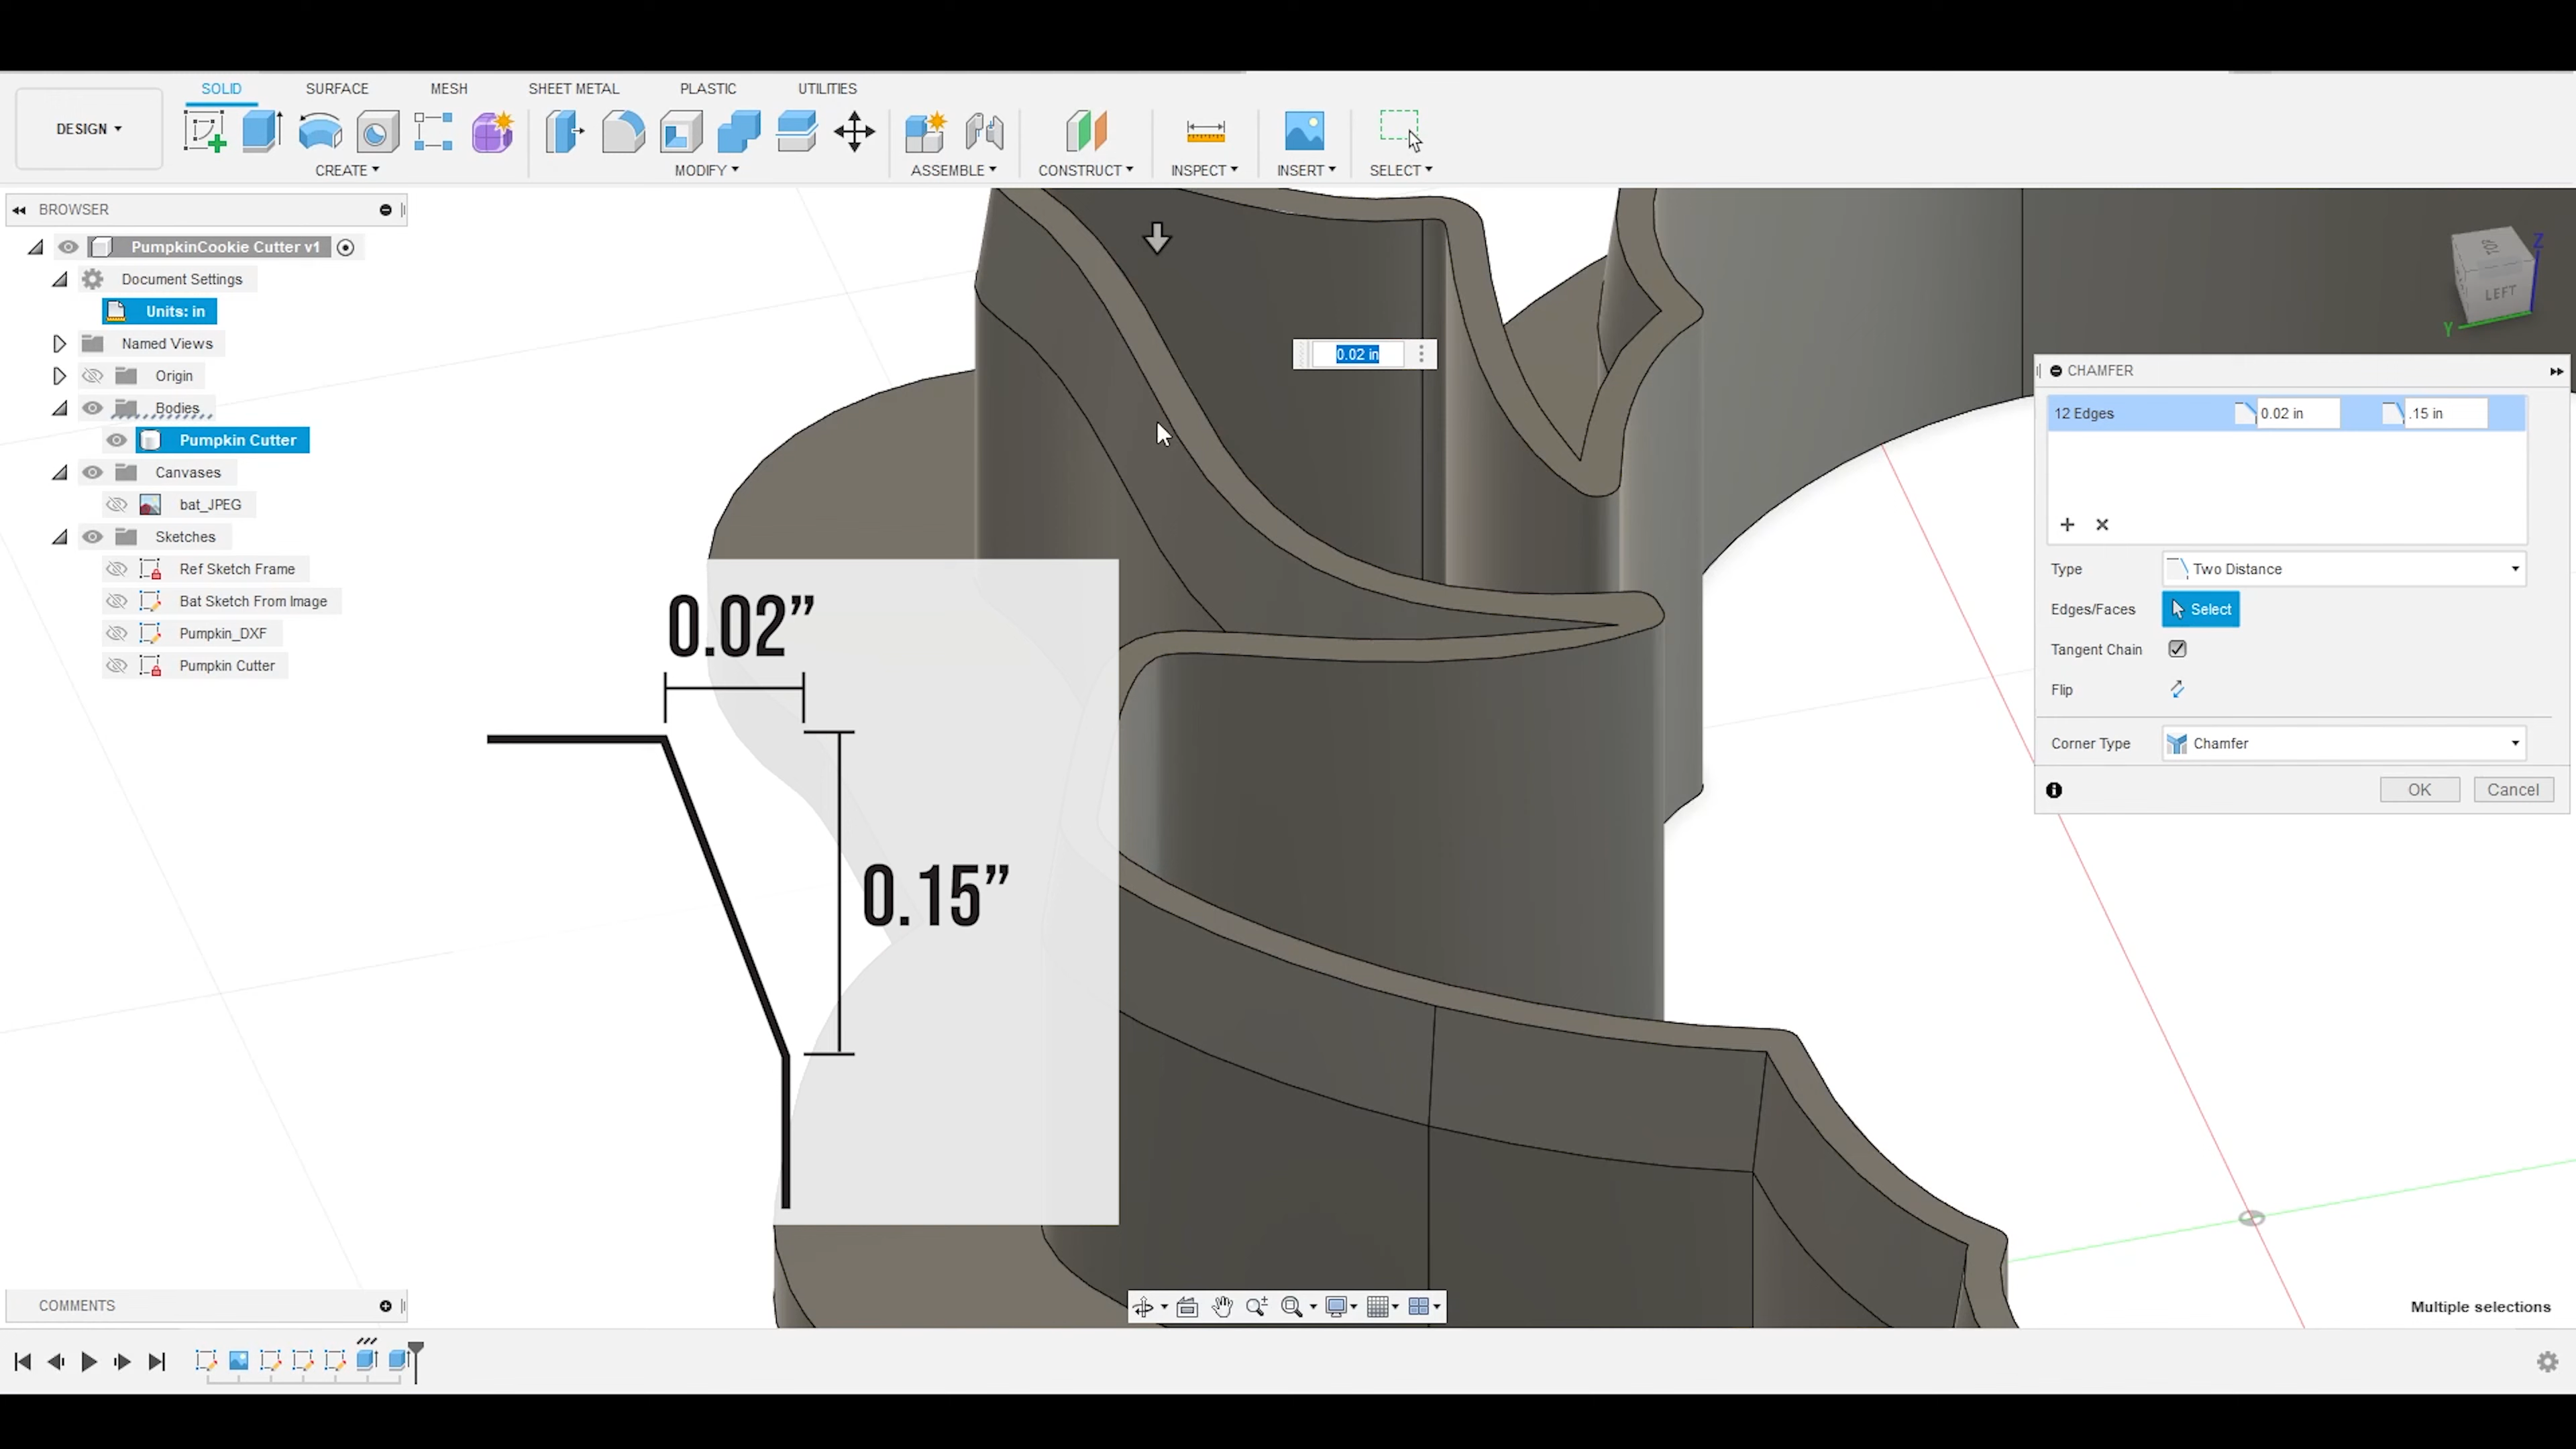 SOLID SURFACE MESH SHEET METAL PLASTIC UTILITIES
DESIGN
CREATE MODIFY ASSEMBLE CONSTRUCT INSPECT INSERT SELECT
BROWSER
PumpkinCookie Cutter v1
Document Settings
Units: in
Named Views
Origin
Bodies
Pumpkin Cutter
Canvases
bat_JPEG
Sketches
Ref Sketch Frame
Bat Sketch From Image
Pumpkin_DXF
Pumpkin Cutter
0.02 in
0.02”
0.15”
TOP
LEFT
Z
Y
CHAMFER
12 Edges 0.02 in .15 in
Type Two Distance
Edges/Faces Select
Tangent Chain
Flip
Corner Type Chamfer
OK Cancel
COMMENTS
Multiple selections